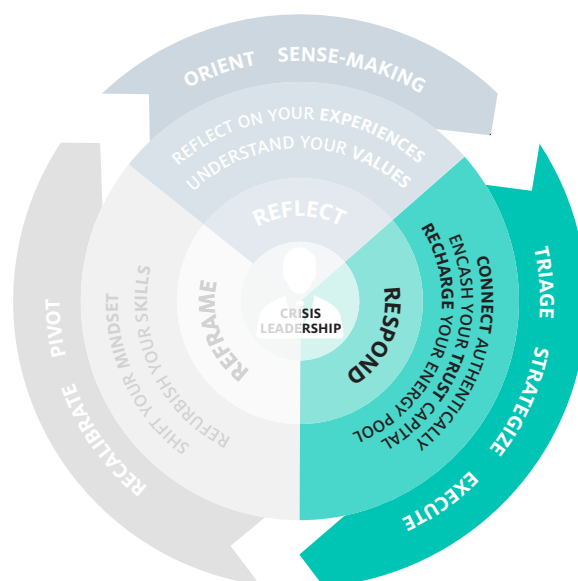 ORIENT SENSE-MAKING
REFLECT ON YOUR EXPERIENCES
UNDERSTAND YOUR VALUES
REFLECT
TRIAGE STRATEGIZE EXECUTE
CONNECT AUTHENTICALLY
ENCASH YOUR TRUST CAPITAL
RECHARGE YOUR ENERGY POOL
RESPOND
CRISIS
LEADERSHIP
REFRAME
SHIFT YOUR MINDSET
REFURBISH YOUR SKILLS
RECALIBRATE PIVOT